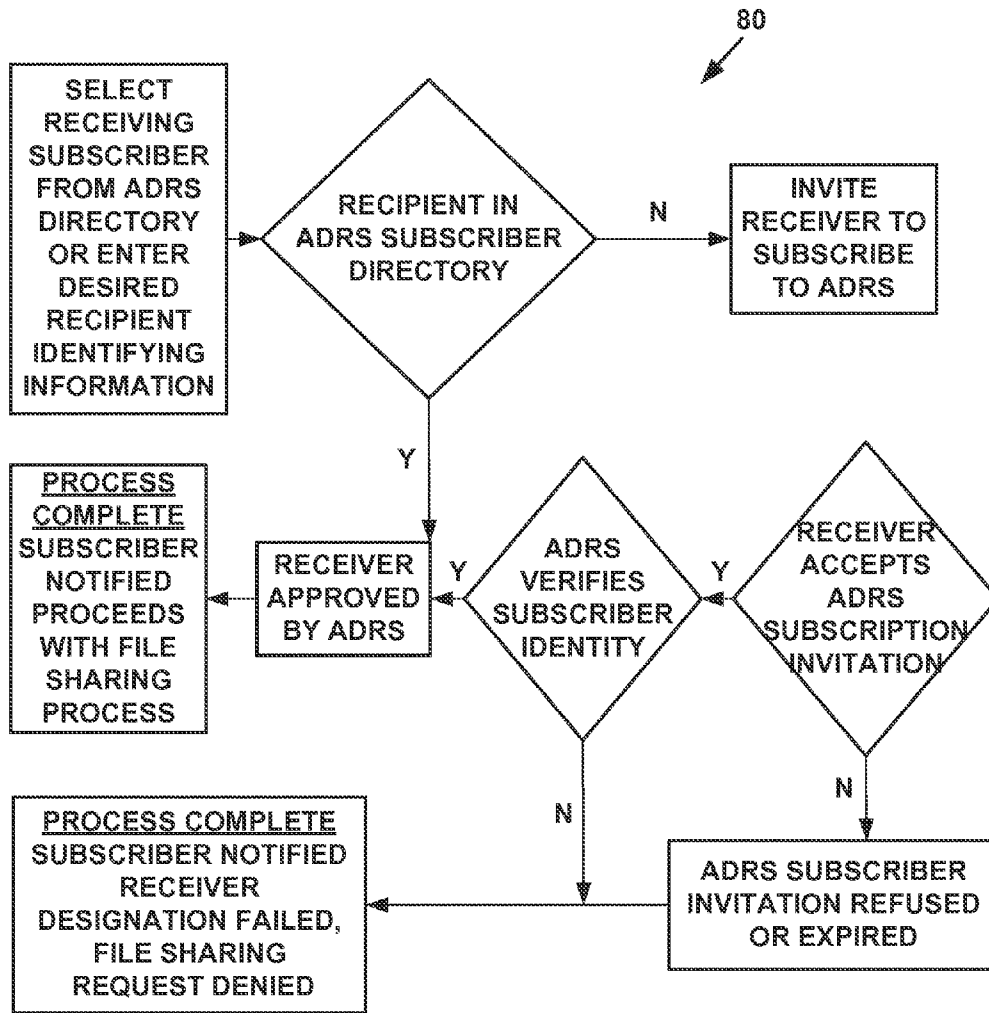 80
SELECT
RECEIVING
SUBSCRIBER
FROM ADRS
DIRECTORY
OR ENTER
DESIRED
RECIPIENT
IDENTIFYING
INFORMATION
RECIPIENT IN
ADRS SUBSCRIBER
DIRECTORY
N
INVITE
RECEIVER TO
SUBSCRIBE
TO ADRS
Y
PROCESS
COMPLETE
SUBSCRIBER
NOTIFIED
PROCEEDS
WITH FILE
SHARING
PROCESS
RECEIVER
APPROVED
BY ADRS
Y
ADRS
VERIFIES
SUBSCRIBER
IDENTITY
Y
RECEIVER
ACCEPTS
ADRS
SUBSCRIPTION
INVITATION
N
N
PROCESS COMPLETE
SUBSCRIBER NOTIFIED
RECEIVER
DESIGNATION FAILED,
FILE SHARING
REQUEST DENIED
ADRS SUBSCRIBER
INVITATION REFUSED
OR EXPIRED